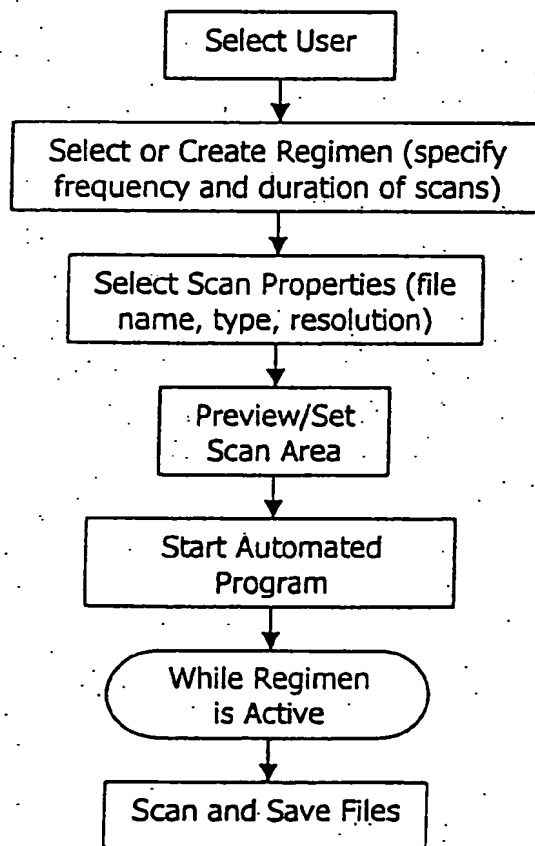 Select User
Select or Create Regimen (specify
frequency and duration of scans)
Select Scan Properties (file
name, type, resolution)
Preview/Set
Scan Area
Start Automated
Program
While Regimen
is Active
Scan and Save Files